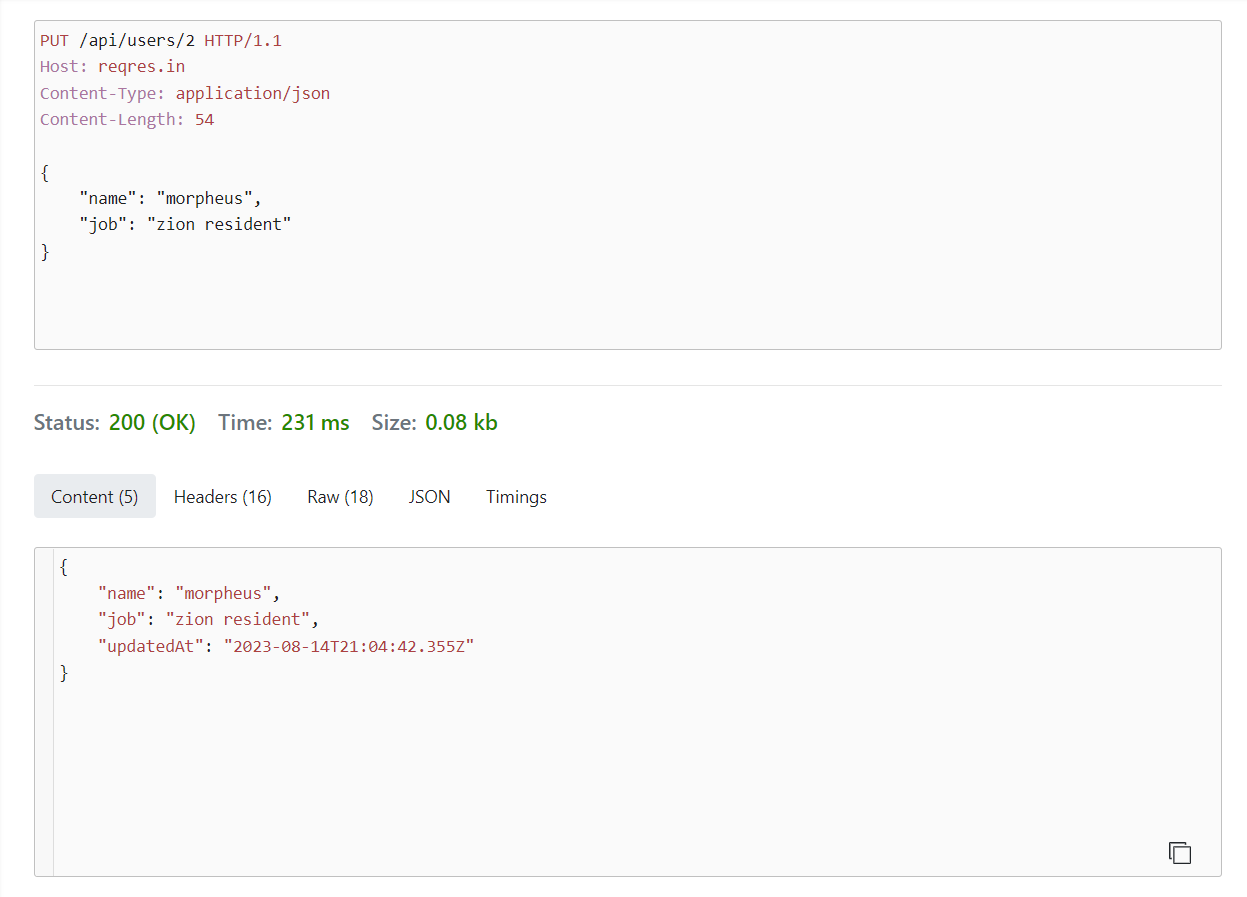 PUT /api/users/2 HTTP/1.1
Host: reqres.in
Content-Type: application/json
Content-Length: 54

{
    "name": "morpheus",
    "job": "zion resident"
}
Status: 200 (OK) Time: 231 ms Size: 0.08 kb
Content (5) Headers (16) Raw (18) JSON Timings
{
    "name": "morpheus",
    "job": "zion resident",
    "updatedAt": "2023-08-14T21:04:42.355Z"
}